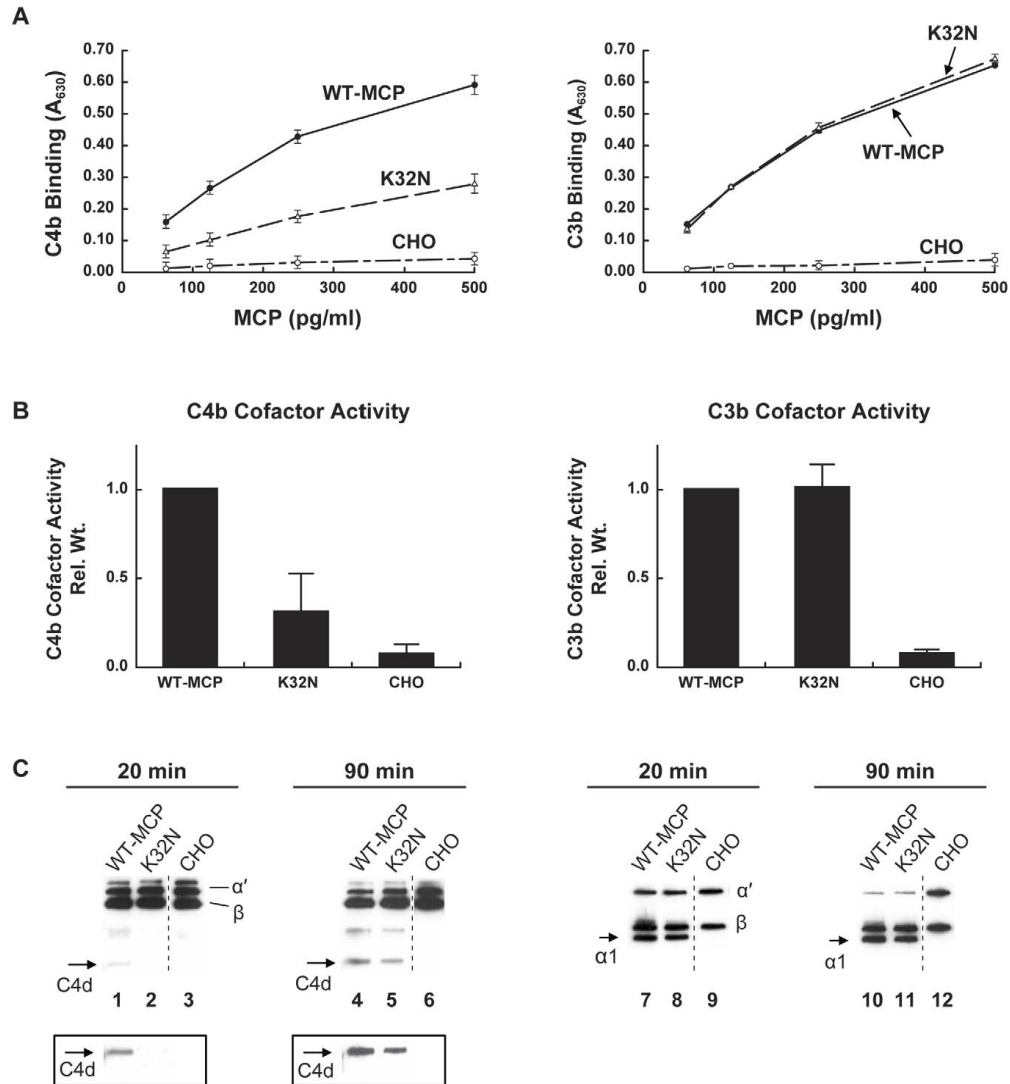 A
0.70
0.60
0.50
0.40
0.30
0.20
0.10
0.00
C4b Binding (A630)
WT-MCP
K32N
CHO
0
100
200
300
400
500
MCP (pg/ml)
0.70
0.60
0.50
0.40
0.30
0.20
0.10
0.00
C3b Binding (A630)
K32N
WT-MCP
CHO
0
100
200
300
400
500
MCP (pg/ml)
B
C4b Cofactor Activity
C4b Cofactor Activity
Rel. Wt.
1.0
0.5
0.0
WT-MCP
K32N
CHO
C3b Cofactor Activity
C3b Cofactor Activity
Rel. Wt.
1.0
0.5
0.0
WT-MCP
K32N
CHO
C
20 min
WT-MCP
K32N
CHO
α′
β
C4d
1 2 3
C4d
90 min
WT-MCP
K32N
CHO
C4d
4 5 6
C4d
20 min
WT-MCP
K32N
CHO
α′
β
α1
7 8 9
90 min
WT-MCP
K32N
CHO
α1
10 11 12